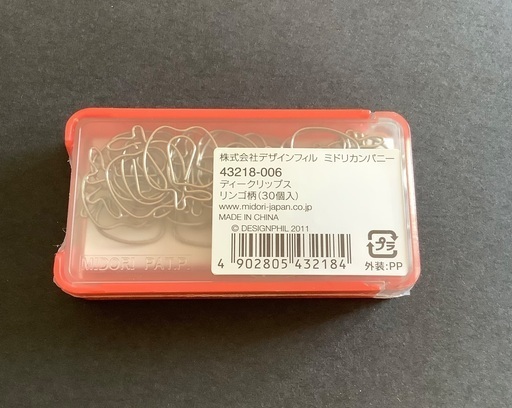 株式会社デザインフィル ミドリカンパニー
43218-006
ディークリップス
リンゴ柄(30個入)
www.midori-japan.co.jp
MADE IN CHINA
© DESIGNPHIL 2011
4 902805 432184
プラ
外装:PP
MIDORI PAT.P